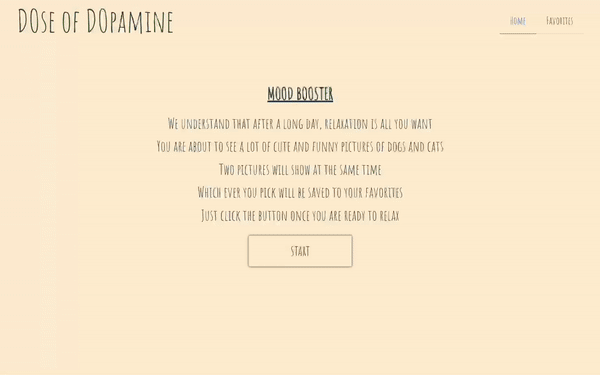 DOse of DOpamine
Home
Favorites
MOOD BOOSTER
We understand that after a long day, relaxation is all you want
You are about to see a lot of cute and funny pictures of dogs and cats
Two pictures will show at the same time
Which ever you pick will be saved to your favorites
Just click the button once you are ready to relax
START